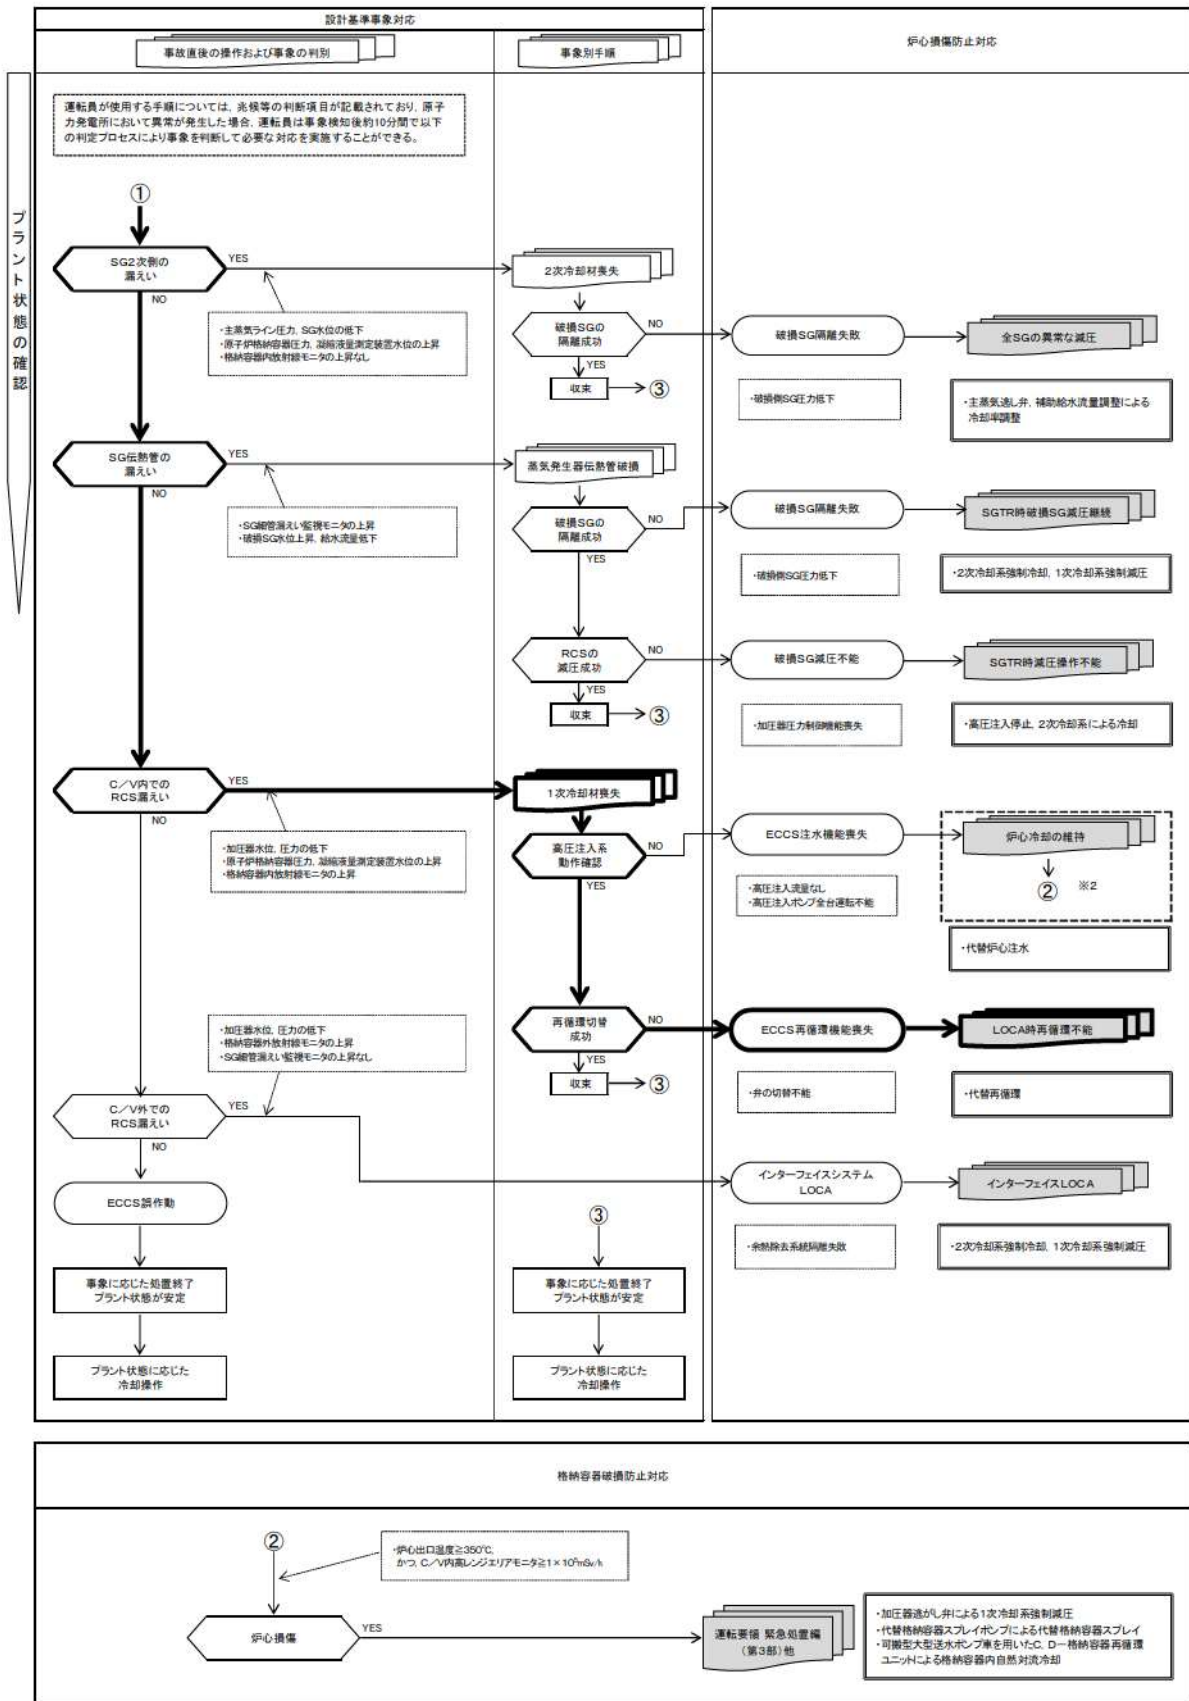 設計基準事象対応
事故直後の操作および事象の判別
事象別手順
炉心損傷防止対応
プラント状態の確認
運転員が使用する手順については、兆候等の判断項目が記載されており、原子
力発電所において異常が発生した場合、運転員は事象検知後約10分間で以下
の判定プロセスにより事象を判断して必要な対応を実施することができる。
①
SG2次側の
漏えい
YES
NO
・主蒸気ライン圧力、SG水位の低下
・原子炉格納容器圧力、凝縮液量測定装置水位の上昇
・格納容器内放射線モニタの上昇なし
2次冷却材喪失
破損SGの
隔離成功
NO
YES
収束
③
破損SG隔離失敗
全SGの異常な減圧
・破損側SG圧力低下
・主蒸気逃し弁、補助給水流量調整による
冷却率調整
SG伝熱管の
漏えい
YES
NO
・SG細管漏えい監視モニタの上昇
・破損SG水位上昇、給水流量低下
蒸気発生器伝熱管破損
破損SGの
隔離成功
NO
YES
破損SG隔離失敗
SGTR時破損SG減圧継続
・破損側SG圧力低下
・2次冷却系強制冷却、1次冷却系強制減圧
RCSの
減圧成功
NO
YES
収束
③
破損SG減圧不能
SGTR時減圧操作不能
・加圧器圧力制御機能喪失
・高圧注入停止、2次冷却系による冷却
C／V内での
RCS漏えい
YES
NO
・加圧器水位、圧力の低下
・原子炉格納容器圧力、凝縮液量測定装置水位の上昇
・格納容器内放射線モニタの上昇
1次冷却材喪失
高圧注入系
動作確認
NO
YES
ECCS注水機能喪失
炉心冷却の維持
② ※2
・高圧注入流量なし
・高圧注入ポンプ全台運転不能
・代替炉心注水
・加圧器水位、圧力の低下
・格納容器外放射線モニタの上昇
・SG細管漏えい監視モニタの上昇なし
再循環切替
成功
NO
YES
収束
③
ECCS再循環機能喪失
LOCA時再循環不能
・弁の切替不能
・代替再循環
C／V外での
RCS漏えい
YES
NO
インターフェイスシステム
LOCA
インターフェイスLOCA
・余熱除去系統隔離失敗
・2次冷却系強制冷却、1次冷却系強制減圧
ECCS誤作動
③
事象に応じた処置終了
プラント状態が安定
事象に応じた処置終了
プラント状態が安定
プラント状態に応じた
冷却操作
プラント状態に応じた
冷却操作
格納容器破損防止対応
②
・炉心出口温度≧350℃、
かつ、C／V内高レンジエリアモニタ≧1×10⁵mSv/h
炉心損傷
YES
運転要領 緊急処置編
（第3部）他
・加圧器逃がし弁による1次冷却系強制減圧
・代替格納容器スプレイポンプによる代替格納容器スプレイ
・可搬型大型送水ポンプ車を用いたC、D－格納容器再循環
ユニットによる格納容器内自然対流冷却